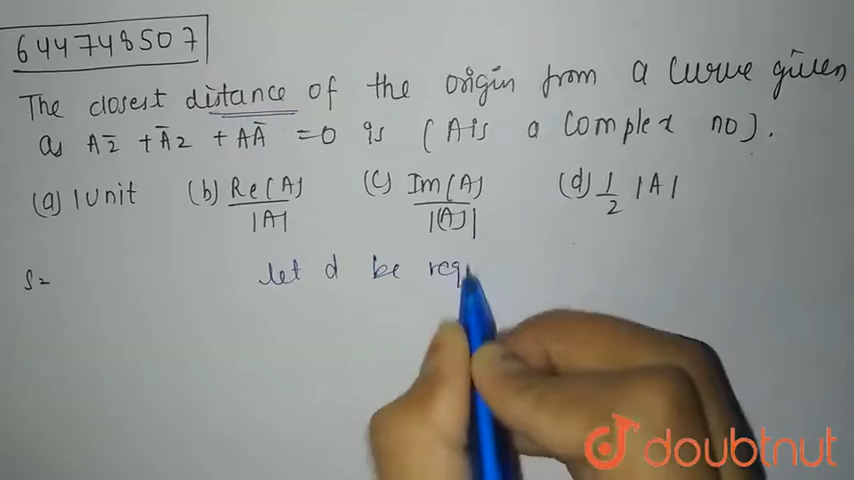 644748507
The closest distance of the origin from a curve given
as Az̄ + Āz + AĀ = 0 is (A is a complex no).
(a) 1 Unit (b) Re(A)/|A| (c) Im(A)/|(A)| (d) 1/2 |A|
S= let d be req
doubtnut